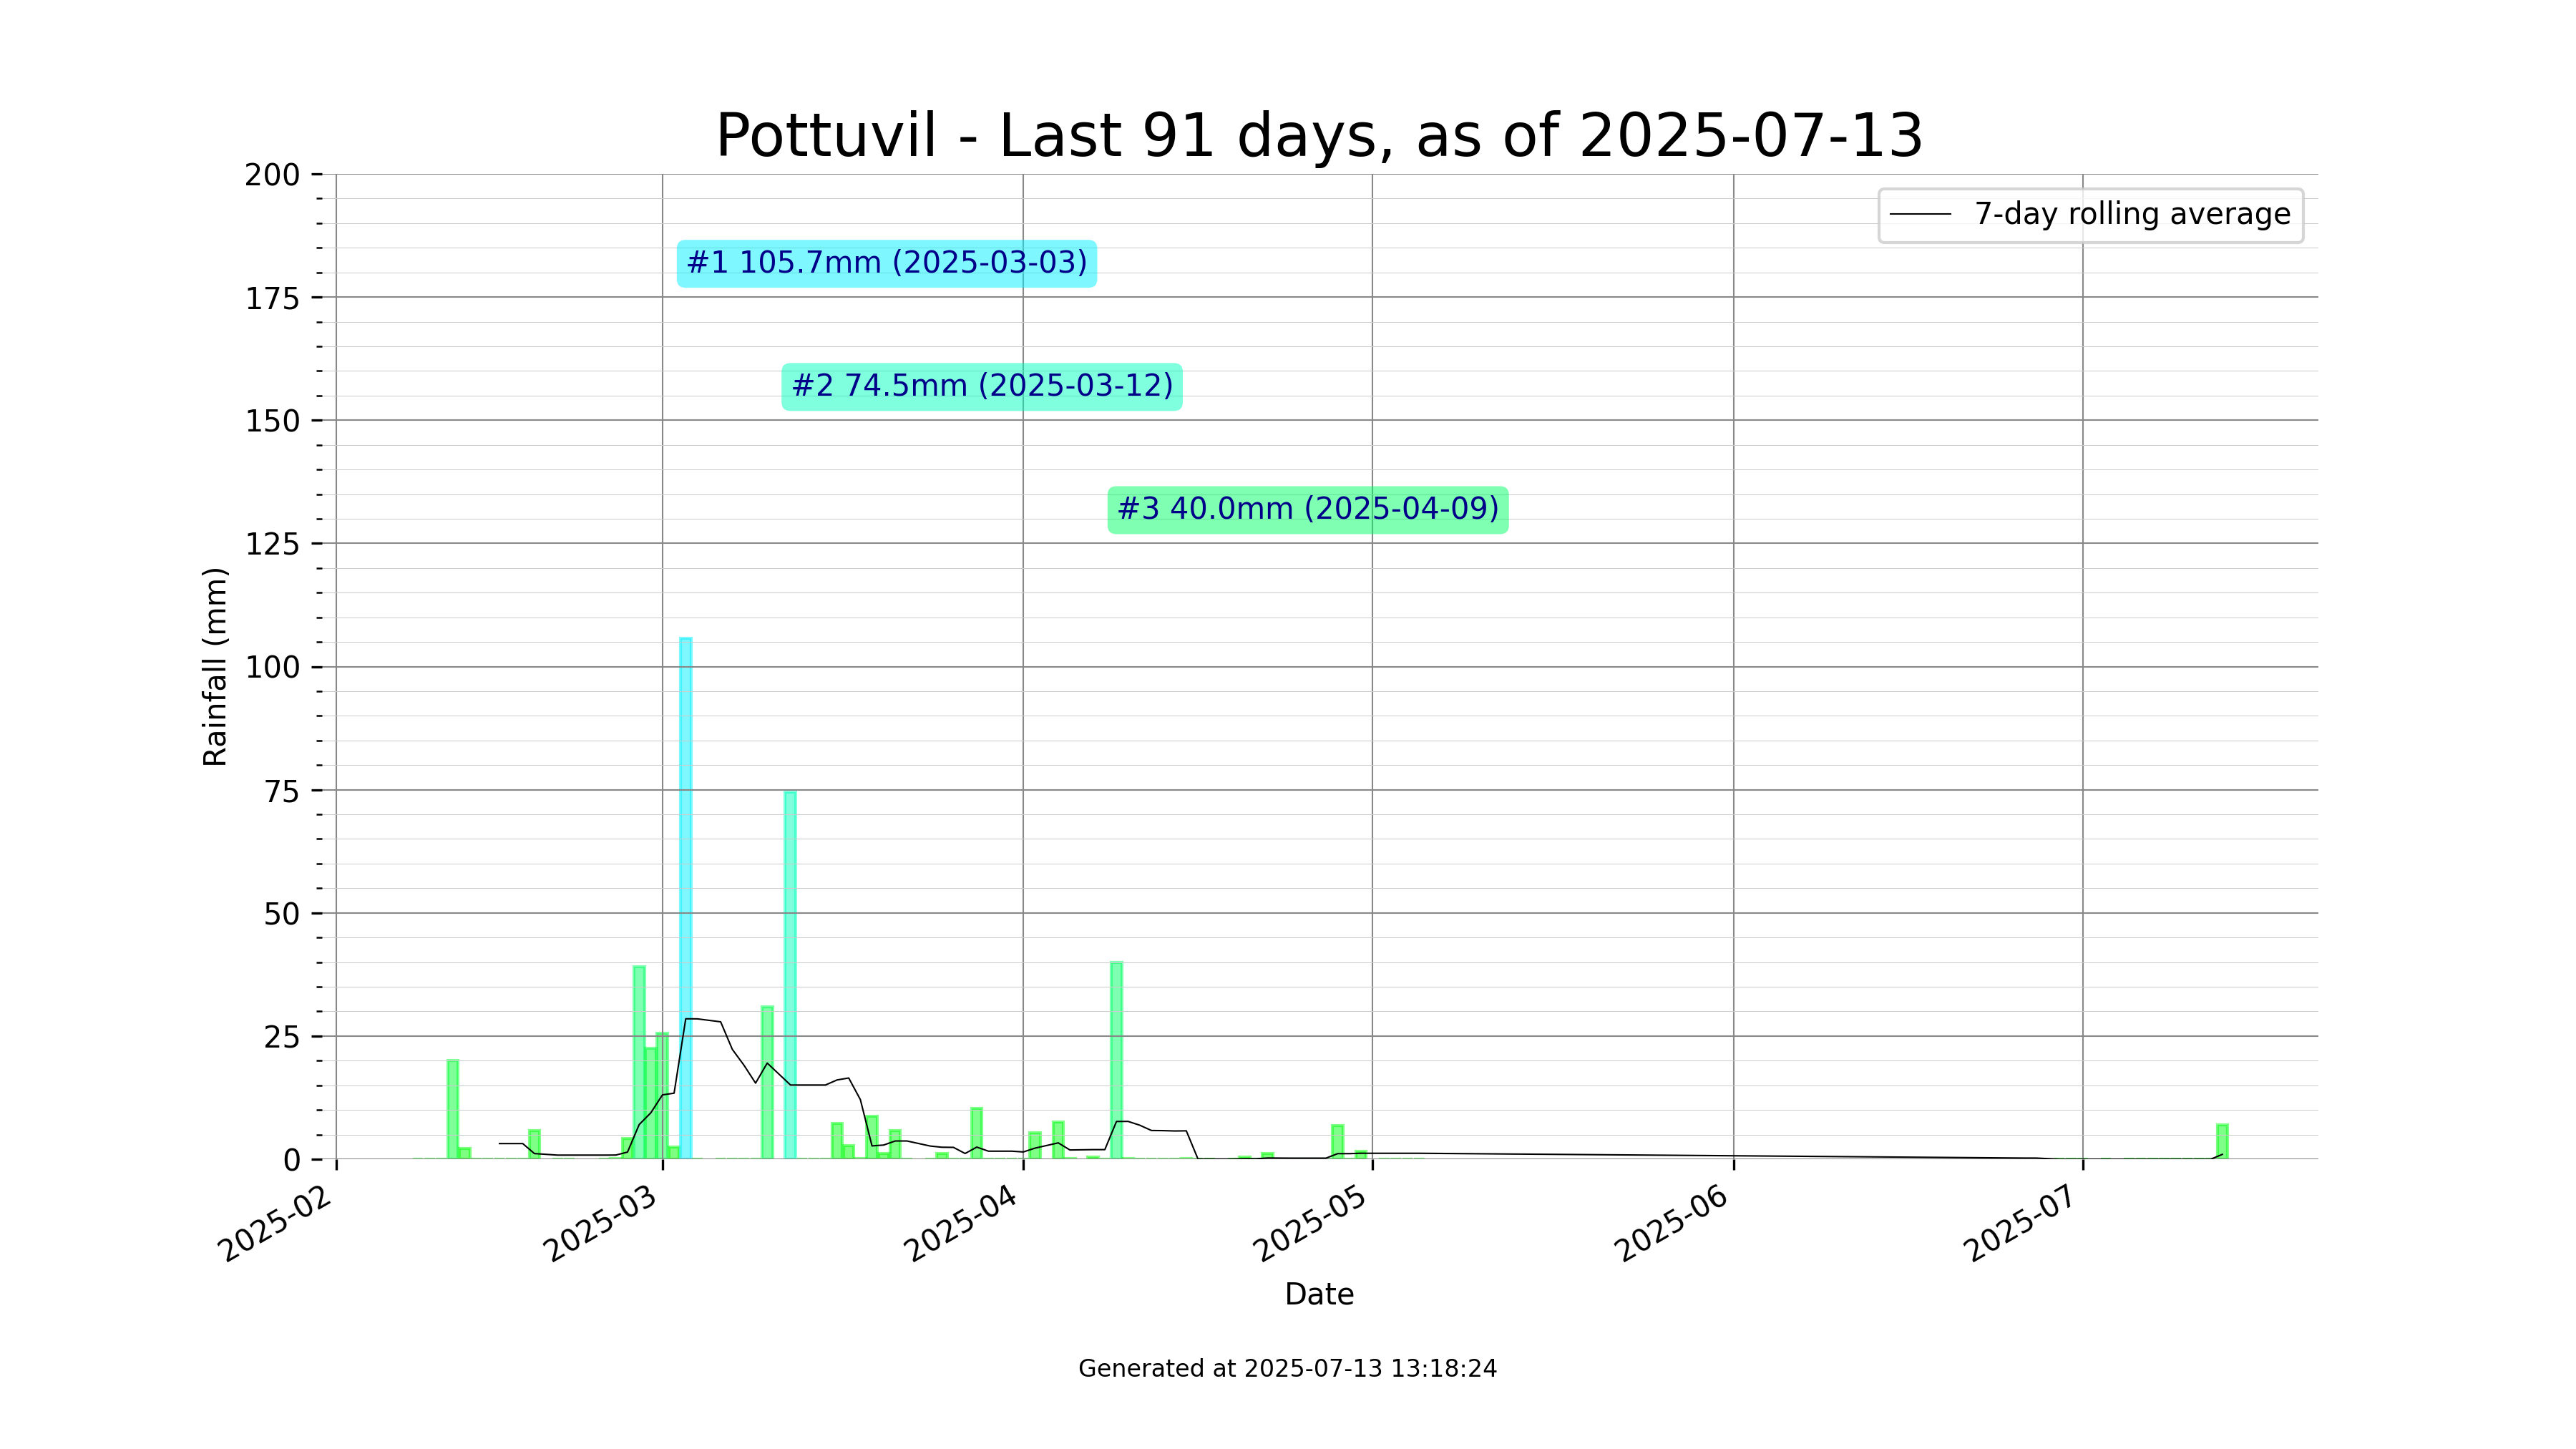 Pottuvil - Last 91 days, as of 2025-07-13
7-day rolling average
#1 105.7mm (2025-03-03)
#2 74.5mm (2025-03-12)
#3 40.0mm (2025-04-09)
Rainfall (mm)
200
175
150
125
100
75
50
25
0
2025-02
2025-03
2025-04
2025-05
2025-06
2025-07
Date
Generated at 2025-07-13 13:18:24